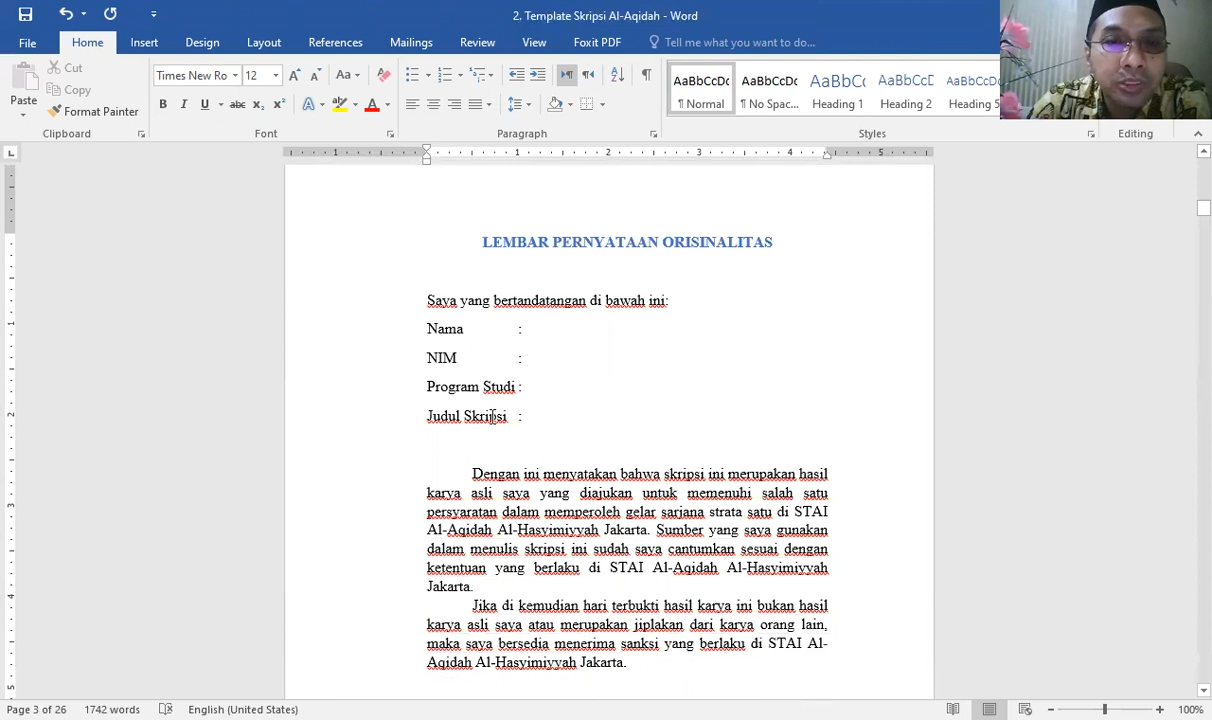 2. Template Skripsi Al-Aqidah - Word
File Home Insert Design Layout References Mailings Review View Foxit PDF Tell me what you want to do...
Paste
Cut
Copy
Format Painter
Times New Ro 12
Clipboard
Font
Paragraph
AaBbCcDc AaBbCcDc AaBbC AaBbCcD AaBbCcD
¶ Normal ¶ No Spac... Heading 1 Heading 2 Heading 5
Styles
Editing
LEMBAR PERNYATAAN ORISINALITAS
Saya yang bertandatangan di bawah ini:
Nama :
NIM :
Program Studi :
Judul Skripsi :
Dengan ini menyatakan bahwa skripsi ini merupakan hasil
karya asli saya yang diajukan untuk memenuhi salah satu
persyaratan dalam memperoleh gelar sarjana strata satu di STAI
Al-Aqidah Al-Hasyimiyyah Jakarta. Sumber yang saya gunakan
dalam menulis skripsi ini sudah saya cantumkan sesuai dengan
ketentuan yang berlaku di STAI Al-Aqidah Al-Hasyimiyyah
Jakarta.
Jika di kemudian hari terbukti hasil karya ini bukan hasil
karya asli saya atau merupakan jiplakan dari karya orang lain,
maka saya bersedia menerima sanksi yang berlaku di STAI Al-
Aqidah Al-Hasyimiyyah Jakarta.
Page 3 of 26 1742 words English (United States) 100%